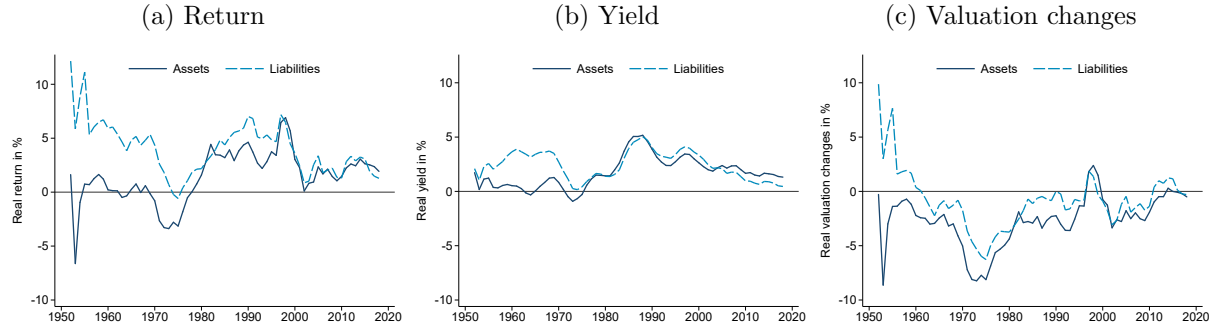 (a) Return
Assets
Liabilities
Real return in %
10
5
0
-5
-10
1950 1960 1970 1980 1990 2000 2010 2020
(b) Yield
Assets
Liabilities
Real yield in %
10
5
0
-5
-10
1950 1960 1970 1980 1990 2000 2010 2020
(c) Valuation changes
Assets
Liabilities
Real valuation changes in %
10
5
0
-5
-10
1950 1960 1970 1980 1990 2000 2010 2020